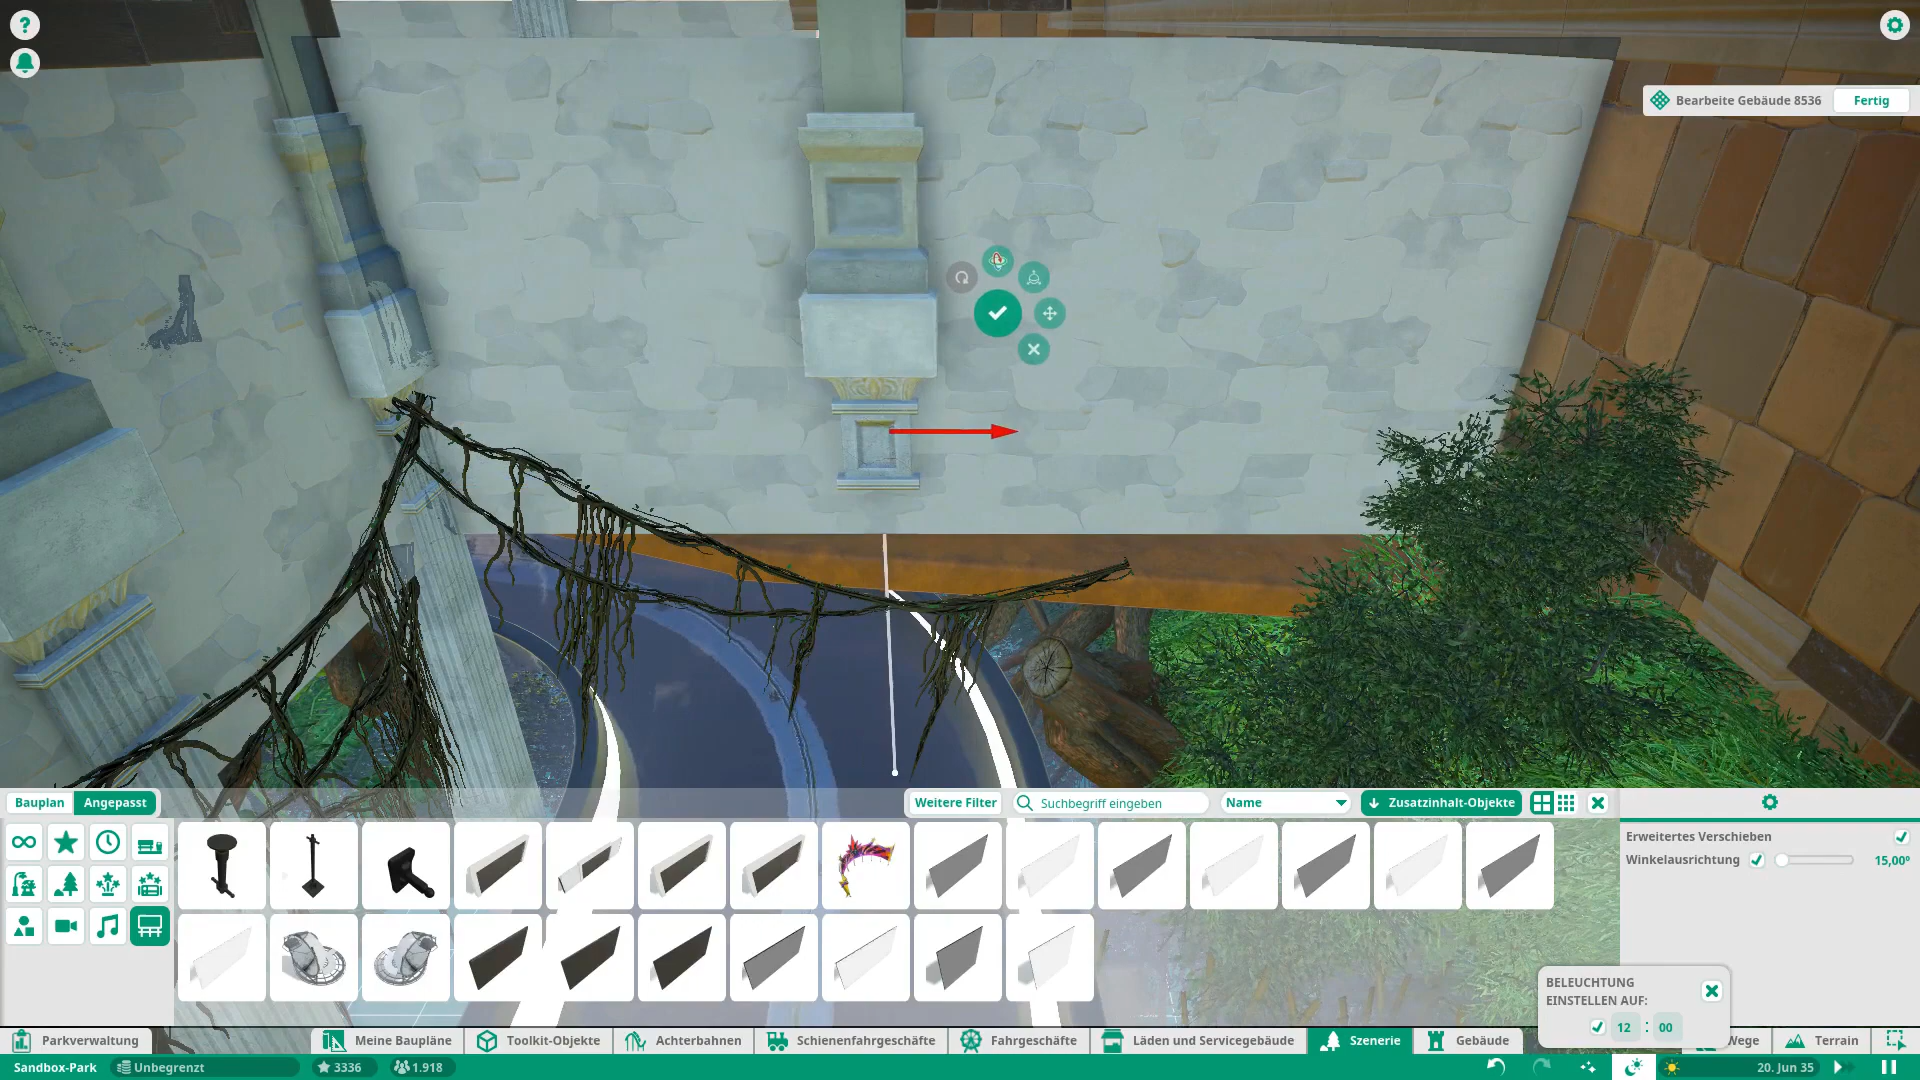 Bearbeite Gebäude 8536
Fertig
Bauplan
Angepasst
Weitere Filter
Suchbegriff eingeben
Name
Zusatzinhalt-Objekte
Erweitertes Verschieben
Winkelausrichtung
15,00°
BELEUCHTUNG
EINSTELLEN AUF:
12 : 00
Parkverwaltung
Meine Baupläne
Toolkit-Objekte
Achterbahnen
Schienenfahrgeschäfte
Fahrgeschäfte
Läden und Servicegebäude
Szenerie
Gebäude
Wege
Terrain
Sandbox-Park
Unbegrenzt
3336
1.918
20. Jun 35